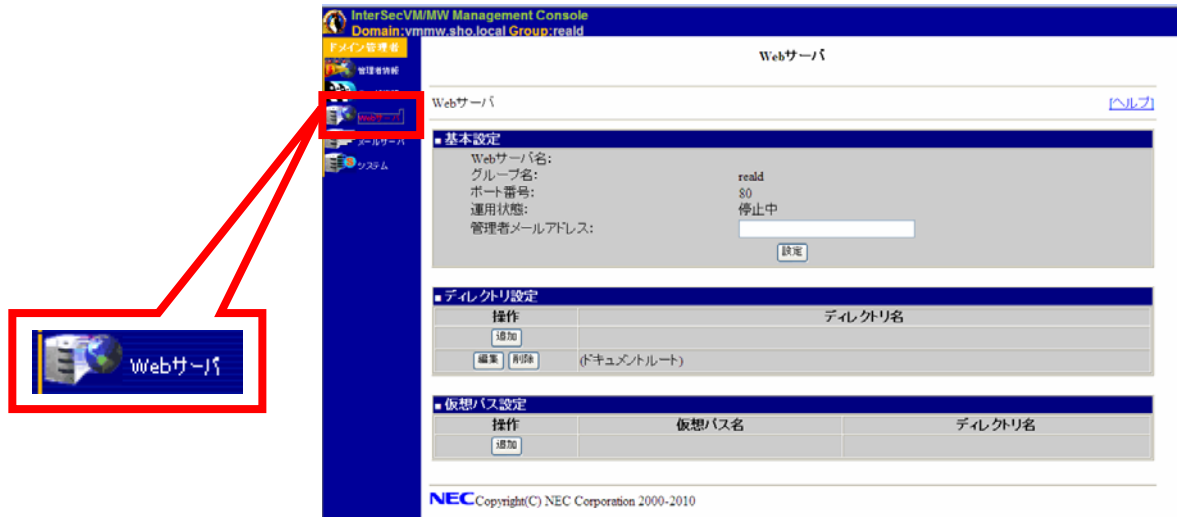 InterSecVM/MW Management Console
Domain:vmmw.sho.local Group:reald
ドメイン管理者
管理者情報
Webサーバ
メールサーバ
システム
Webサーバ
Webサーバ
Webサーバ [ヘルプ]
■基本設定
Webサーバ名:
グループ名: reald
ポート番号: 80
運用状態: 停止中
管理者メールアドレス:
設定
■ディレクトリ設定
操作 ディレクトリ名
追加
編集 削除 (ドキュメントルート)
■仮想パス設定
操作 仮想パス名 ディレクトリ名
追加
NEC Copyright(C) NEC Corporation 2000-2010